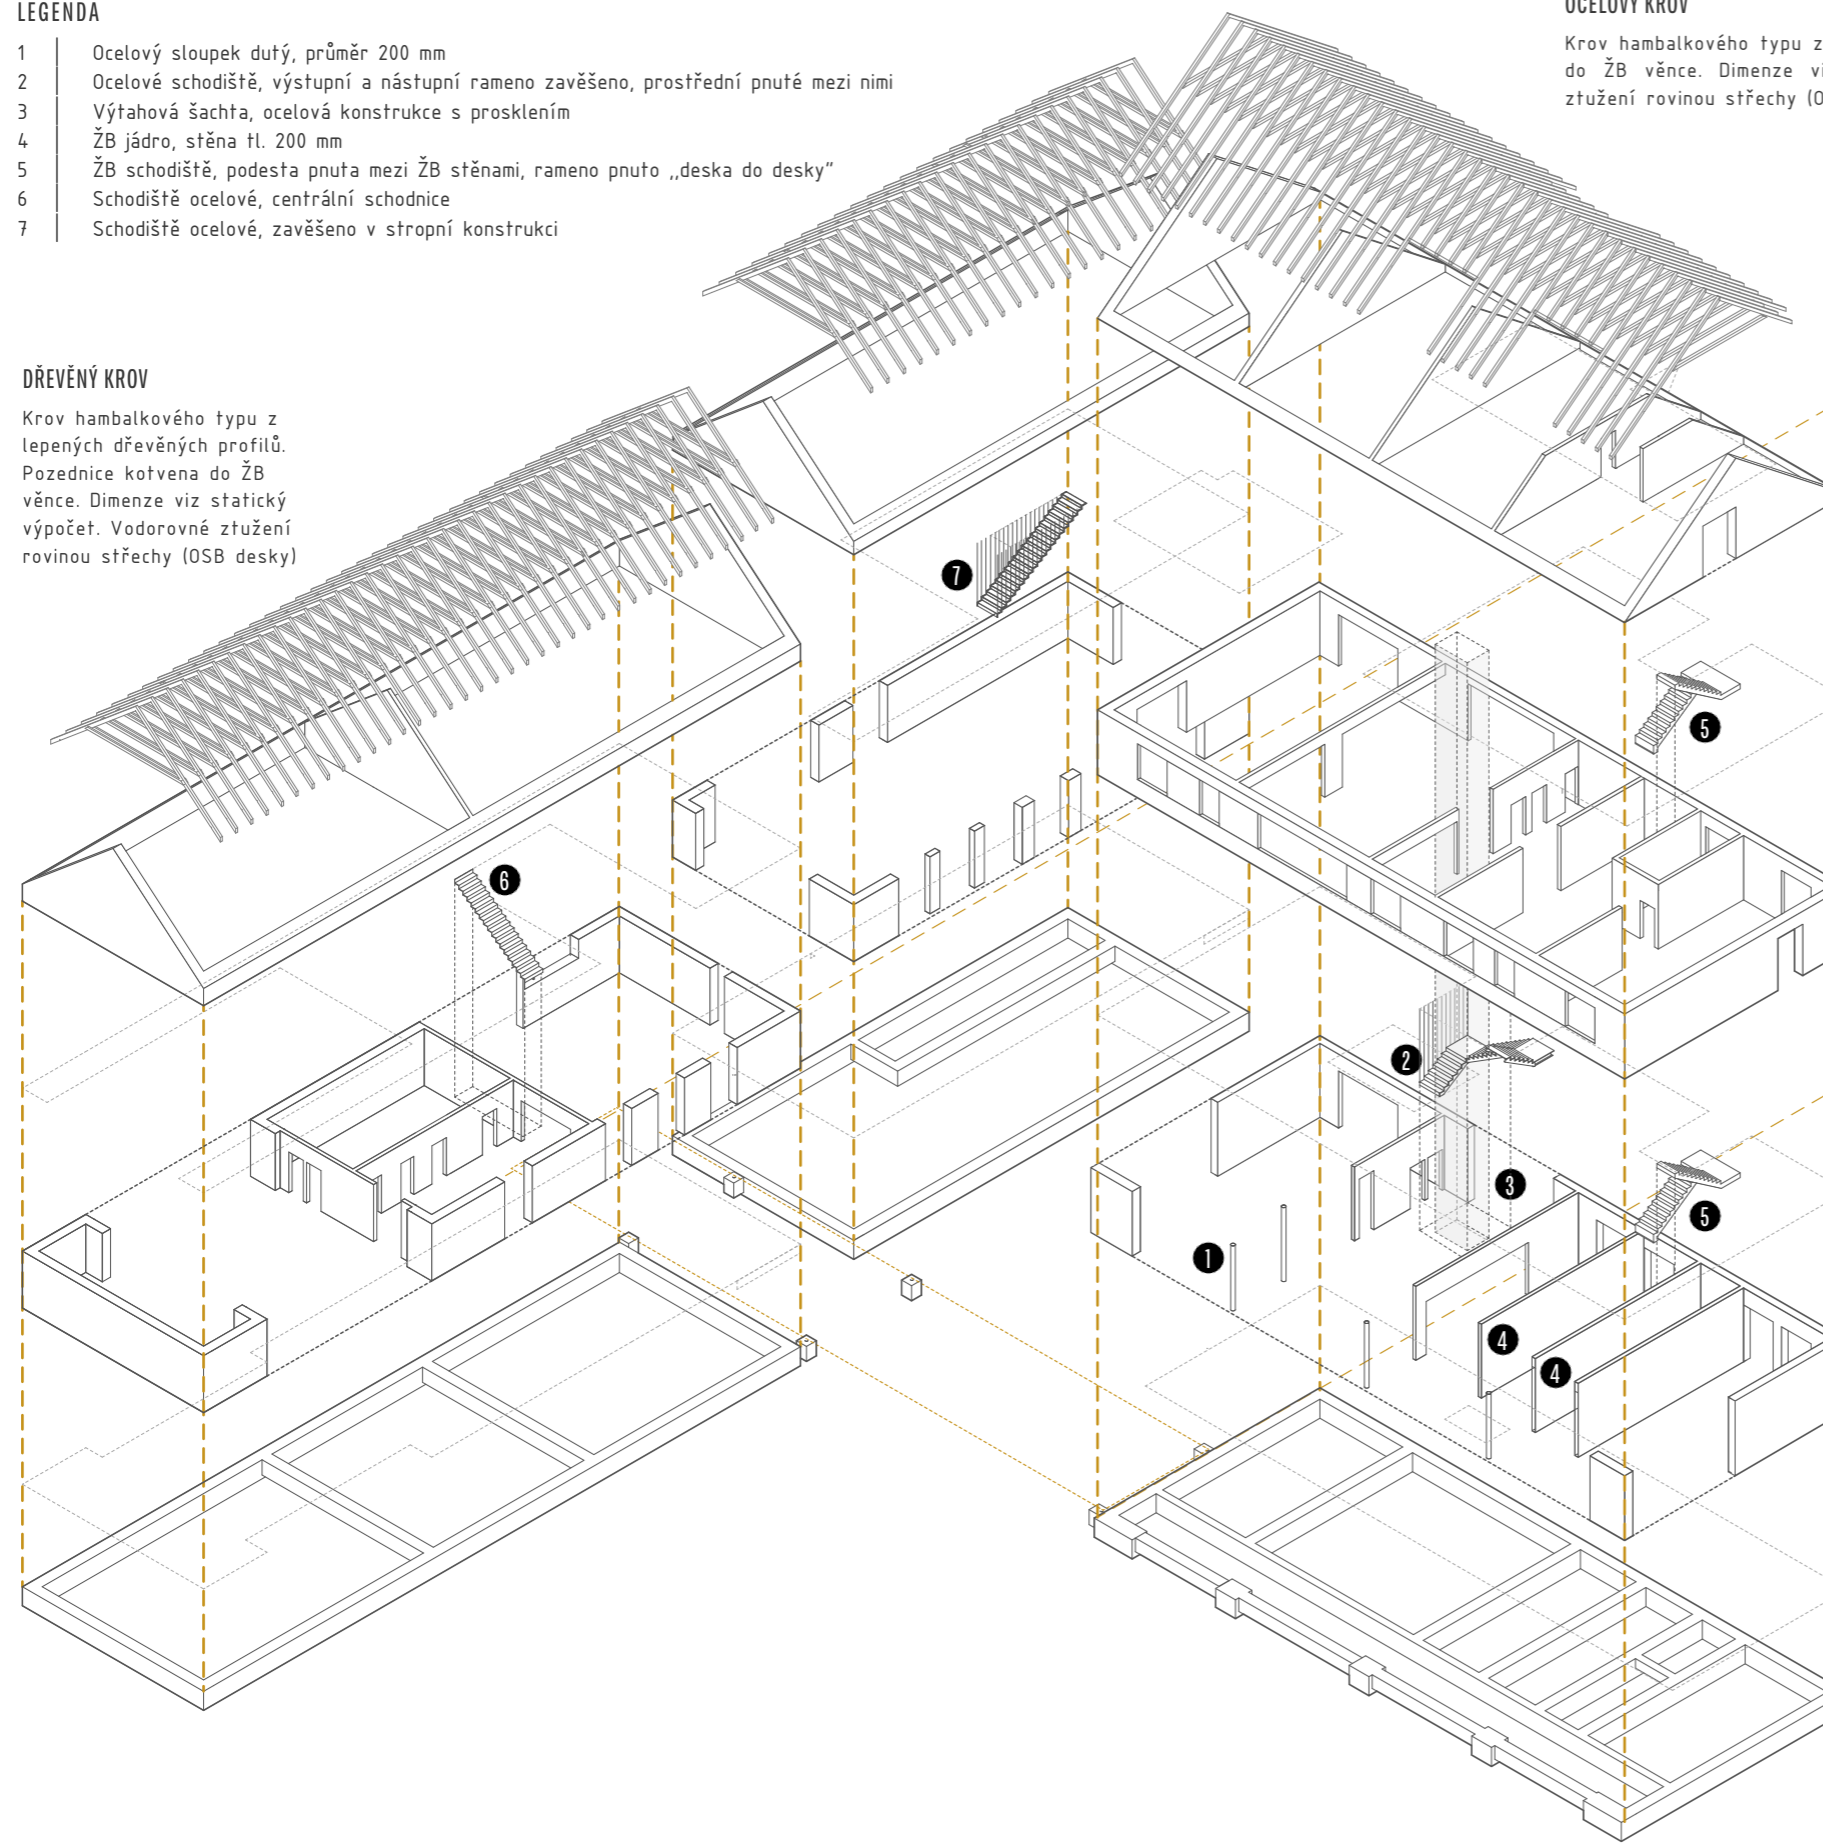 LEGENDA
1 Ocelový sloupek dutý, průměr 200 mm
2 Ocelové schodiště, výstupní a nástupní rameno zavěšeno, prostřední pnuté mezi nimi
3 Výtahová šachta, ocelová konstrukce s prosklením
4 ŽB jádro, stěna tl. 200 mm
5 ŽB schodiště, podesta pnuta mezi ŽB stěnami, rameno pnuto „deska do desky"
6 Schodiště ocelové, centrální schodnice
7 Schodiště ocelové, zavěšeno v stropní konstrukci
OCELOVÝ KROV
Krov hambalkového typu z
do ŽB věnce. Dimenze vi
ztužení rovinou střechy (O
DŘEVĚNÝ KROV
Krov hambalkového typu z
lepených dřevěných profilů.
Pozednice kotvena do ŽB
věnce. Dimenze viz statický
výpočet. Vodorovné ztužení
rovinou střechy (OSB desky)
7
5
6
2
3
5
1
4
4